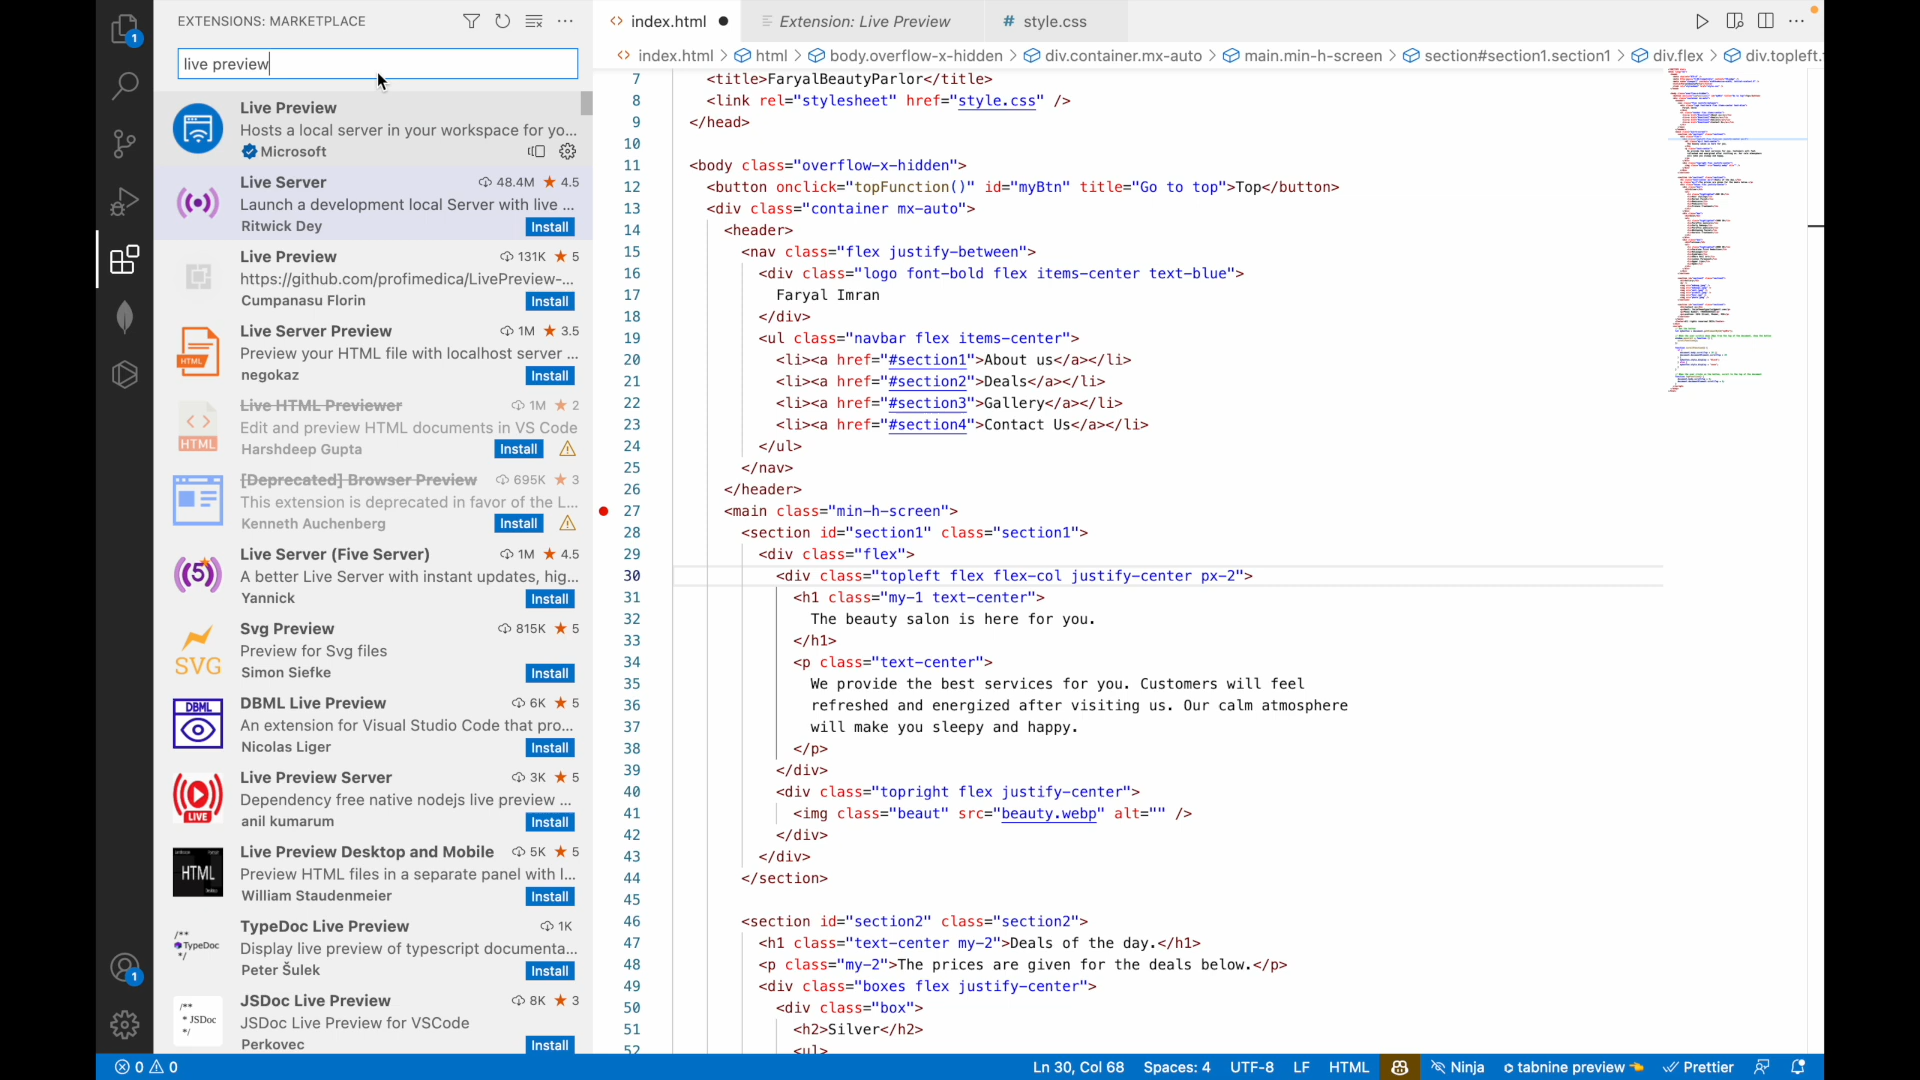 EXTENSIONS: MARKETPLACE
live preview
Live Preview
Hosts a local server in your workspace for yo...
Microsoft
Live Server 48.4M 4.5
Launch a development local Server with live ...
Ritwick Dey Install
Live Preview 131K 5
https://github.com/profimedica/LivePreview-...
Cumpanasu Florin Install
Live Server Preview 1M 3.5
Preview your HTML file with localhost server ...
negokaz Install
Live HTML Previewer 1M 2
Edit and preview HTML documents in VS Code
Harshdeep Gupta Install
[Deprecated] Browser Preview 695K 3
This extension is deprecated in favor of the L...
Kenneth Auchenberg Install
Live Server (Five Server) 1M 4.5
A better Live Server with instant updates, hig...
Yannick Install
Svg Preview 815K 5
Preview for Svg files
Simon Siefke Install
DBML Live Preview 6K 5
An extension for Visual Studio Code that pro...
Nicolas Liger Install
Live Preview Server 3K 5
Dependency free native nodejs live preview ...
anil kumarum Install
Live Preview Desktop and Mobile 5K 5
Preview HTML files in a separate panel with l...
William Staudenmeier Install
TypeDoc Live Preview 1K
Display live preview of typescript documenta...
Peter Šulek Install
JSDoc Live Preview 8K 3
JSDoc Live Preview for VSCode
Perkovec Install
index.html Extension: Live Preview # style.css
index.html > html > body.overflow-x-hidden > div.container.mx-auto > main.min-h-screen > section#section1.section1 > div.flex > div.topleft.
7 <title>FaryalBeautyParlor</title>
8 <link rel="stylesheet" href="style.css" />
9 </head>
10
11 <body class="overflow-x-hidden">
12 <button onclick="topFunction()" id="myBtn" title="Go to top">Top</button>
13 <div class="container mx-auto">
14 <header>
15 <nav class="flex justify-between">
16 <div class="logo font-bold flex items-center text-blue">
17 Faryal Imran
18 </div>
19 <ul class="navbar flex items-center">
20 <li><a href="#section1">About us</a></li>
21 <li><a href="#section2">Deals</a></li>
22 <li><a href="#section3">Gallery</a></li>
23 <li><a href="#section4">Contact Us</a></li>
24 </ul>
25 </nav>
26 </header>
27 <main class="min-h-screen">
28 <section id="section1" class="section1">
29 <div class="flex">
30 <div class="topleft flex flex-col justify-center px-2">
31 <h1 class="my-1 text-center">
32 The beauty salon is here for you.
33 </h1>
34 <p class="text-center">
35 We provide the best services for you. Customers will feel
36 refreshed and energized after visiting us. Our calm atmosphere
37 will make you sleepy and happy.
38 </p>
39 </div>
40 <div class="topright flex justify-center">
41 <img class="beaut" src="beauty.webp" alt="" />
42 </div>
43 </div>
44 </section>
45
46 <section id="section2" class="section2">
47 <h1 class="text-center my-2">Deals of the day.</h1>
48 <p class="my-2">The prices are given for the deals below.</p>
49 <div class="boxes flex justify-center">
50 <div class="box">
51 <h2>Silver</h2>
52 <ul>
0 0 Ln 30, Col 68 Spaces: 4 UTF-8 LF HTML Ninja tabnine preview Prettier